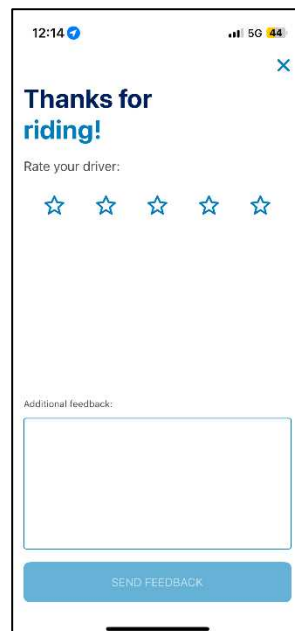 12:14 5G 44
Thanks for
riding!
Rate your driver:
Additional feedback:
SEND FEEDBACK